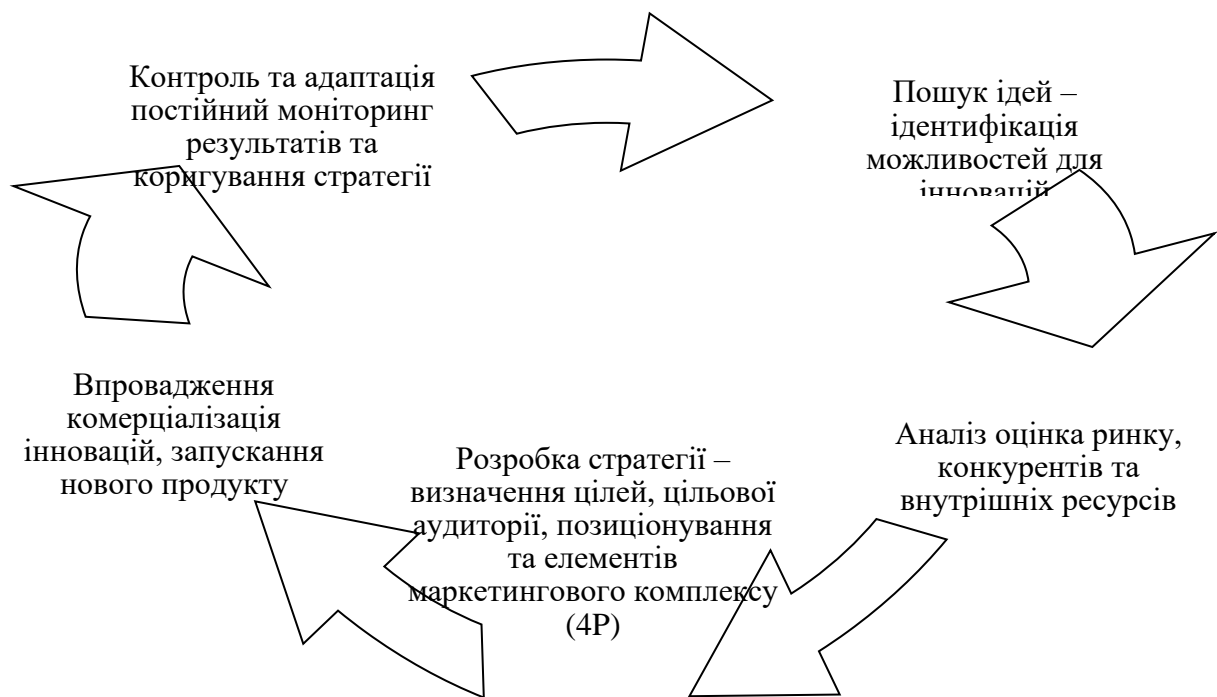 Контроль та адаптація
постійний моніторинг
результатів та
коригування стратегії
Пошук ідей –
ідентифікація
можливостей для
інновацій
Аналіз оцінка ринку,
конкурентів та
внутрішніх ресурсів
Розробка стратегії –
визначення цілей, цільової
аудиторії, позиціонування
та елементів
маркетингового комплексу
(4P)
Впровадження
комерціалізація
інновацій, запускання
нового продукту